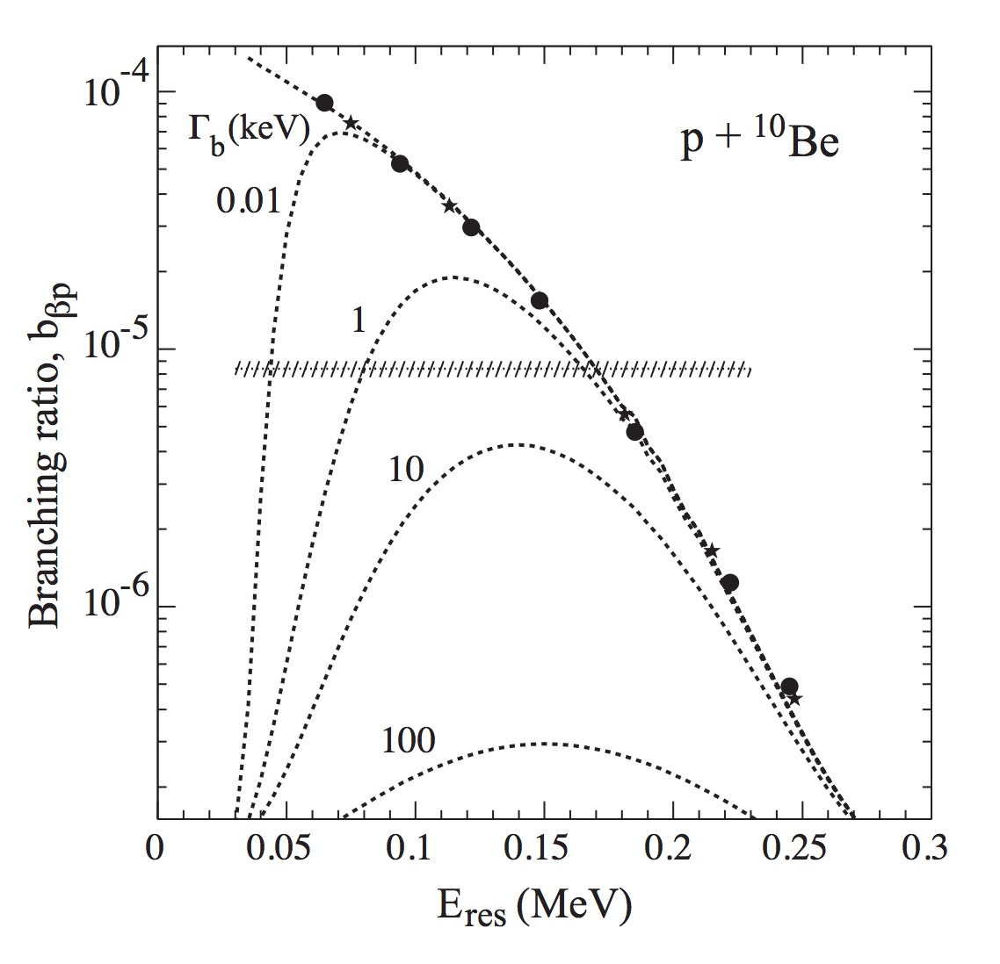 10⁻⁴
Γb (keV)
p + ¹⁰Be
0.01
1
10⁻⁵
10
10⁻⁶
100
Branching ratio, bβp
0 0.05 0.1 0.15 0.2 0.25 0.3
Eres (MeV)